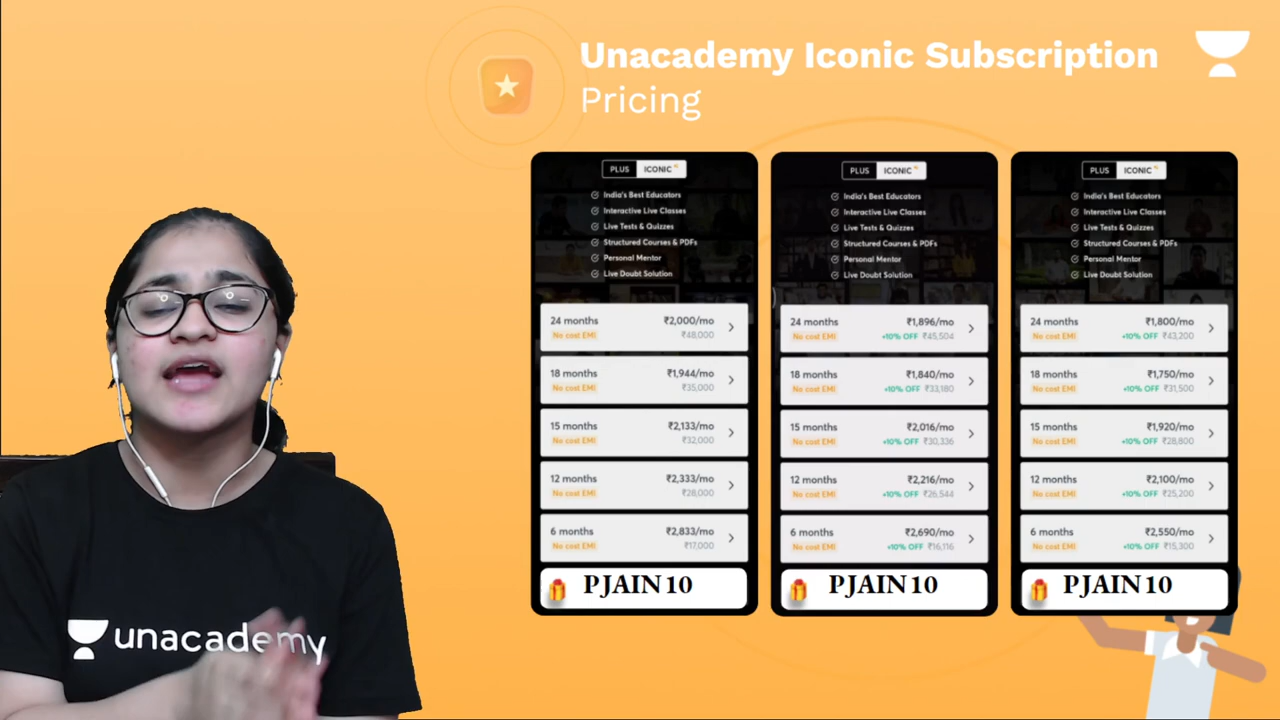 Unacademy Iconic Subscription
Pricing
PLUS ICONIC
India's Best Educators
Interactive Live Classes
Live Tests & Quizzes
Structured Courses & PDFs
Personal Mentor
Live Doubt Solution
24 months ₹2,000/mo
No cost EMI ₹48,000
18 months ₹1,944/mo
No cost EMI ₹35,000
15 months ₹2,133/mo
No cost EMI ₹32,000
12 months ₹2,333/mo
No cost EMI ₹28,000
6 months ₹2,833/mo
No cost EMI ₹17,000
PJAIN10
PLUS ICONIC
India's Best Educators
Interactive Live Classes
Live Tests & Quizzes
Structured Courses & PDFs
Personal Mentor
Live Doubt Solution
24 months ₹1,896/mo
No cost EMI +10% OFF ₹45,504
18 months ₹1,840/mo
No cost EMI +10% OFF ₹33,180
15 months ₹2,016/mo
No cost EMI +10% OFF ₹30,336
12 months ₹2,216/mo
No cost EMI +10% OFF ₹26,544
6 months ₹2,690/mo
No cost EMI +10% OFF ₹16,116
PJAIN10
PLUS ICONIC
India's Best Educators
Interactive Live Classes
Live Tests & Quizzes
Structured Courses & PDFs
Personal Mentor
Live Doubt Solution
24 months ₹1,800/mo
No cost EMI +10% OFF ₹43,200
18 months ₹1,750/mo
No cost EMI +10% OFF ₹31,500
15 months ₹1,920/mo
No cost EMI +10% OFF ₹28,800
12 months ₹2,100/mo
No cost EMI +10% OFF ₹25,200
6 months ₹2,550/mo
No cost EMI +10% OFF ₹15,300
PJAIN10
unacademy